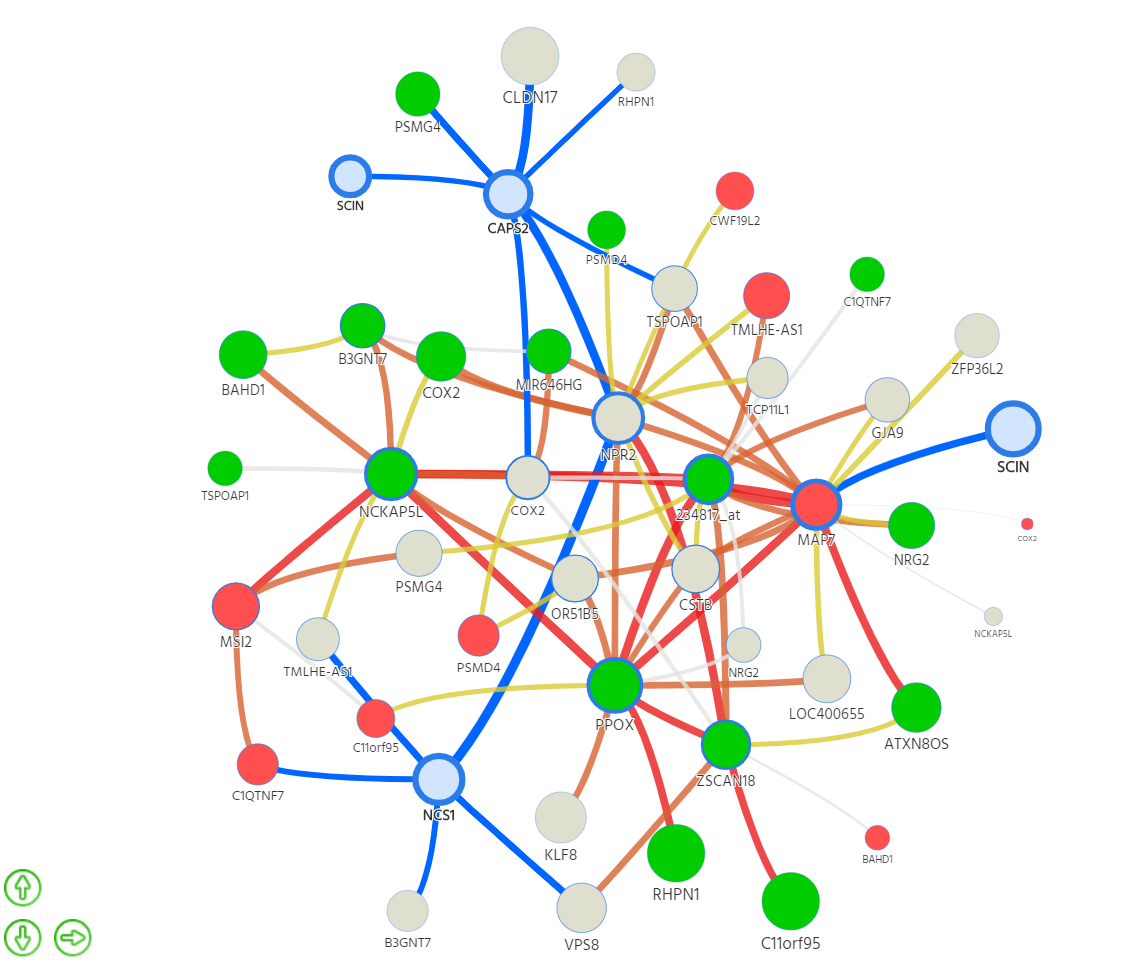 CLDN17
RHPN1
PSMG4
SCIN
CAPS2
CWF19L2
PSMD4
C1QTNF7
TSPOAP1
TMLHE-AS1
B3GNT7
ZFP36L2
BAHD1
COX2
MIR646HG
TCP11L1
GJA9
NPR2
SCIN
TSPOAP1
NCKAP5L
COX2
234817_at
MAP7
COX2
NRG2
PSMG4
CSTB
OR51B5
NCKAP5L
MSI2
TMLHE-AS1
PSMD4
NRG2
LOC400655
PPOX
C11orf95
ATXN8OS
ZSCAN18
C1QTNF7
NCS1
KLF8
BAHD1
RHPN1
B3GNT7
VPS8
C11orf95